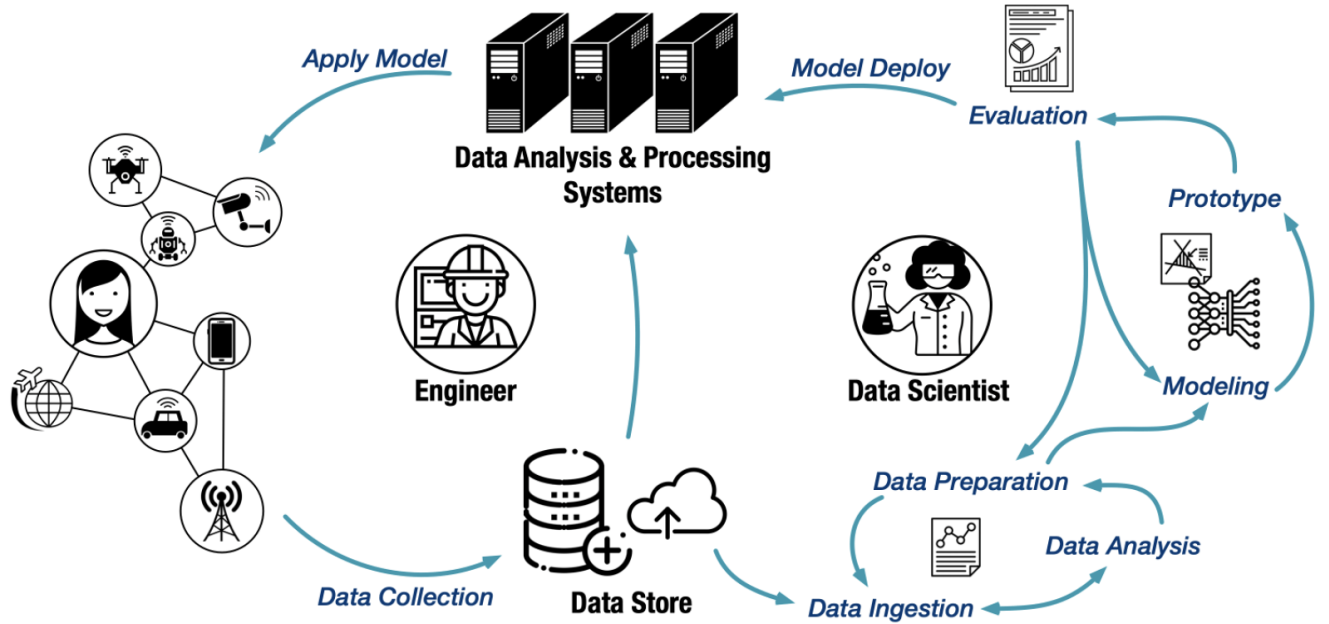 Apply Model
Model Deploy
Evaluation
Data Analysis & Processing
Systems
Prototype
Engineer
Data Scientist
Modeling
Data Preparation
Data Analysis
Data Collection
Data Store
Data Ingestion